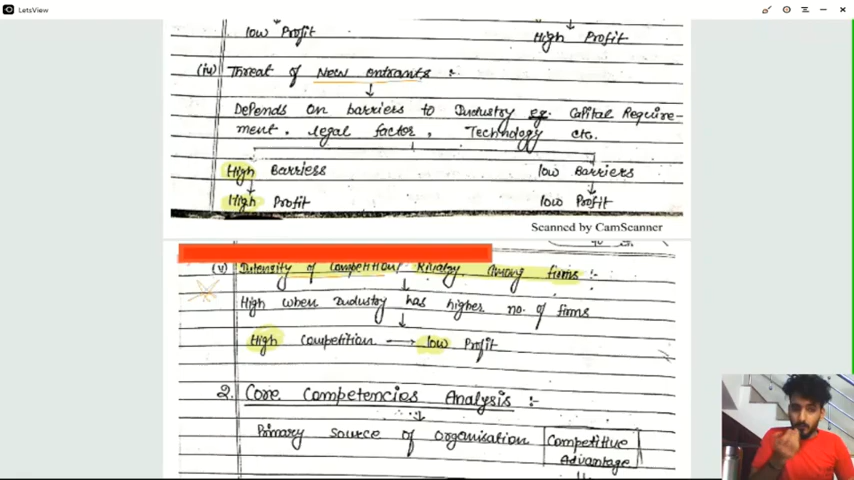 LetsView
low Profit
High Profit
(iv) Threat of New entrants :-
Depends on barriers to Industry eg. Capital Require-
ment. legal factor, Technology etc.
High Barriers
low Barriers
High Profit
low Profit
Scanned by CamScanner
(v) Intensity of Competition/ Rivalry among firms :-
High when Industry has higher no. of firms
High Competition → low Profit
2. Core Competencies Analysis :-
Primary source of organisation Competitive
Advantage